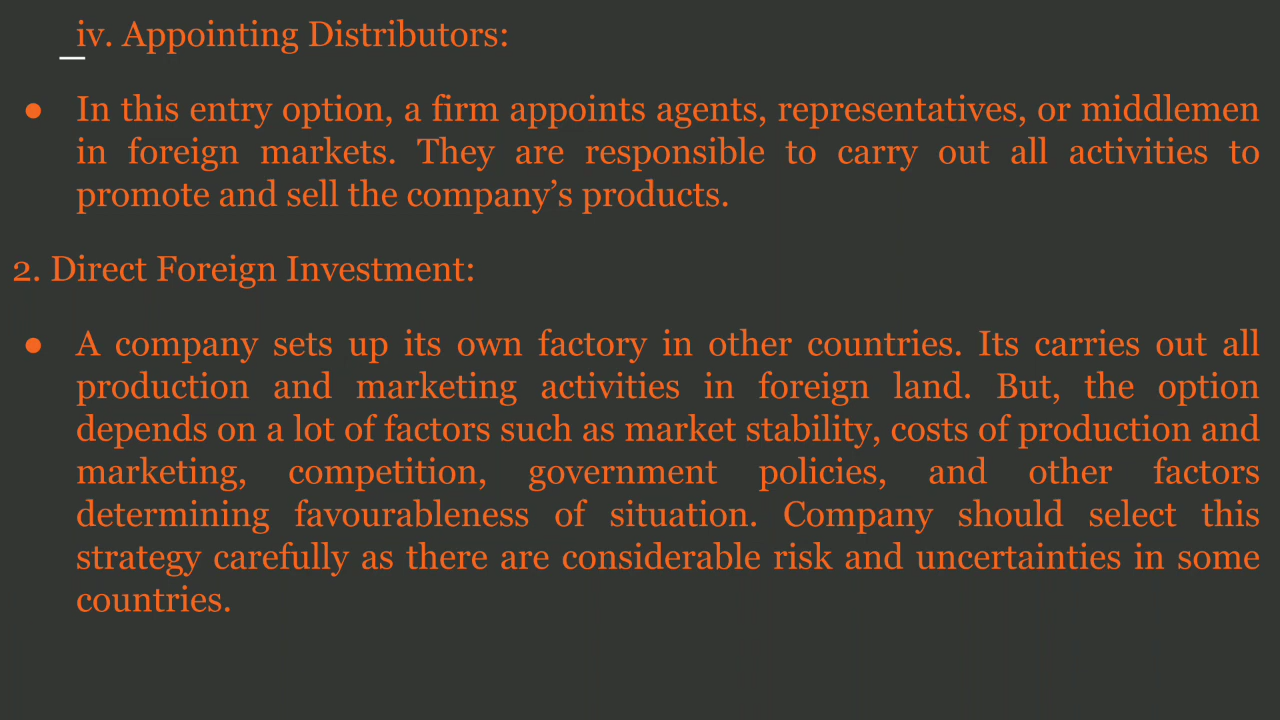 iv. Appointing Distributors:
● In this entry option, a firm appoints agents, representatives, or middlemen
in foreign markets. They are responsible to carry out all activities to
promote and sell the company’s products.
2. Direct Foreign Investment:
● A company sets up its own factory in other countries. Its carries out all
production and marketing activities in foreign land. But, the option
depends on a lot of factors such as market stability, costs of production and
marketing, competition, government policies, and other factors
determining favourableness of situation. Company should select this
strategy carefully as there are considerable risk and uncertainties in some
countries.